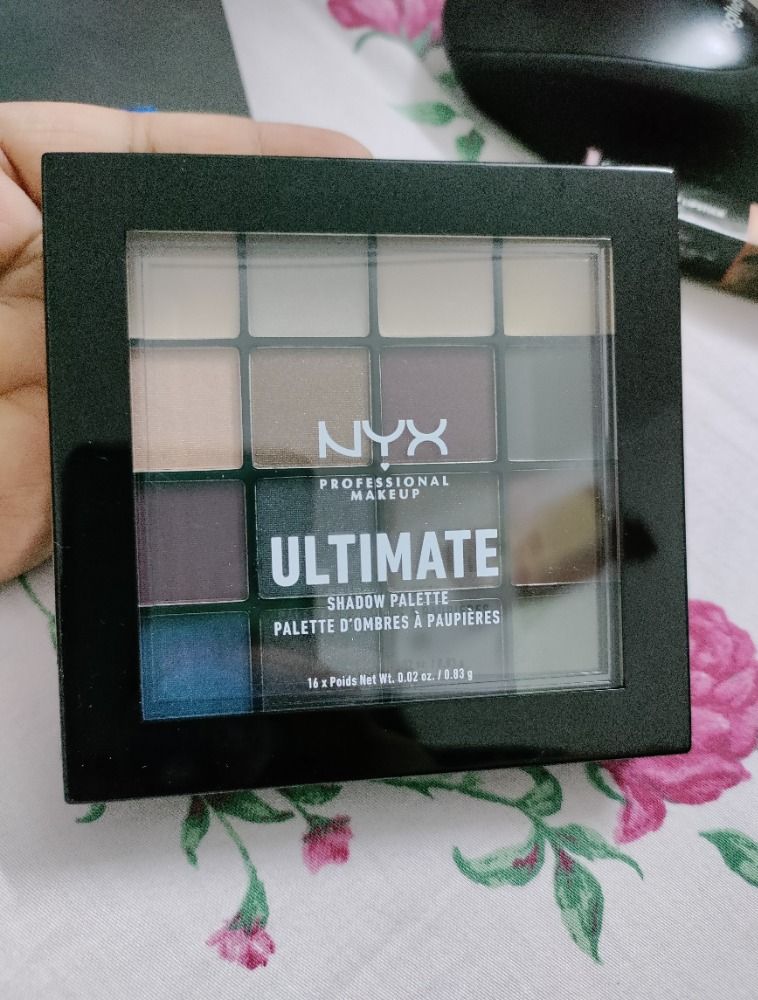 NYX
PROFESSIONAL
MAKEUP
ULTIMATE
SHADOW PALETTE
PALETTE D'OMBRES À PAUPIÈRES
16 x Poids Net Wt. 0.02 oz. / 0.83 g